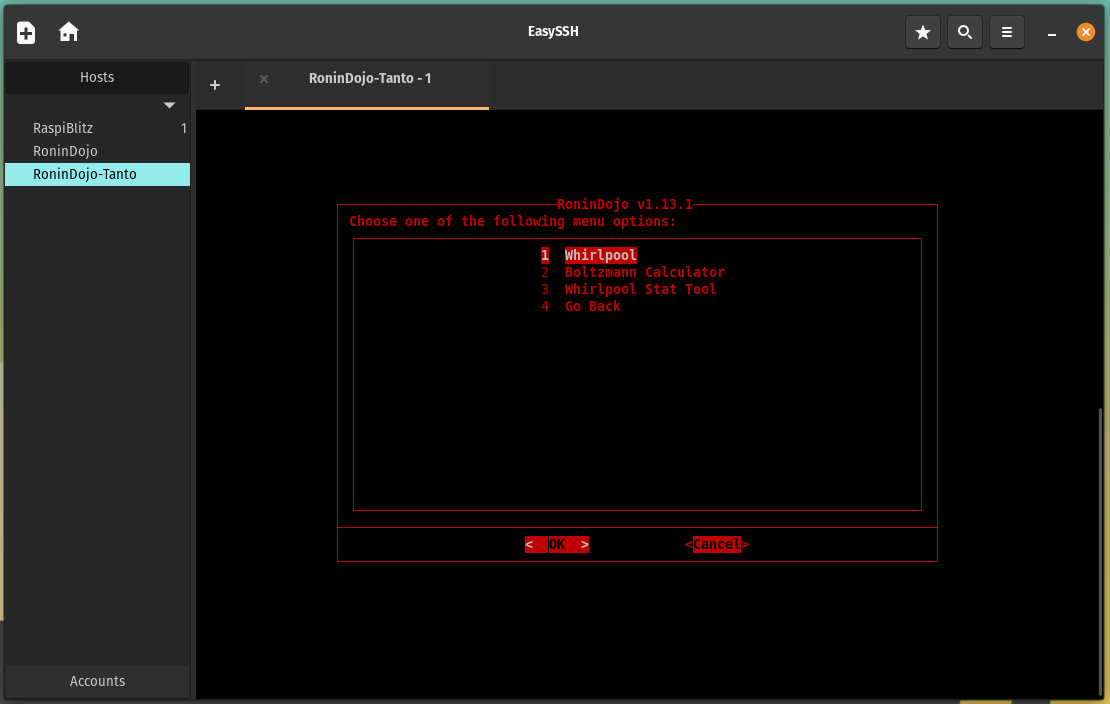 EasySSH
Hosts
RaspiBlitz 1
RoninDojo
RoninDojo-Tanto
Accounts
+ × RoninDojo-Tanto - 1
RoninDojo v1.13.1
Choose one of the following menu options:
1 Whirlpool
2 Boltzmann Calculator
3 Whirlpool Stat Tool
4 Go Back
< OK > <Cancel>